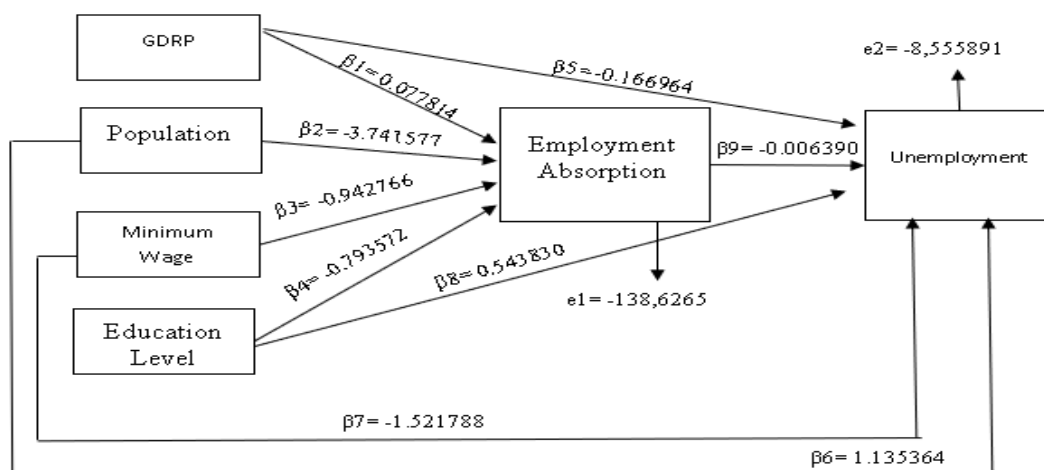 GDRP
e2= -8,555891
β1= 0.077814
β5= -0.166964
Population
β2= -3.741577
Employment
Absorption
β9= -0.006390
Unemployment
β3= -0.942766
Minimum
Wage
β4= -0.793572
β8= 0.543830
e1= -138,6265
Education
Level
β7= -1.521788
β6= 1.135364